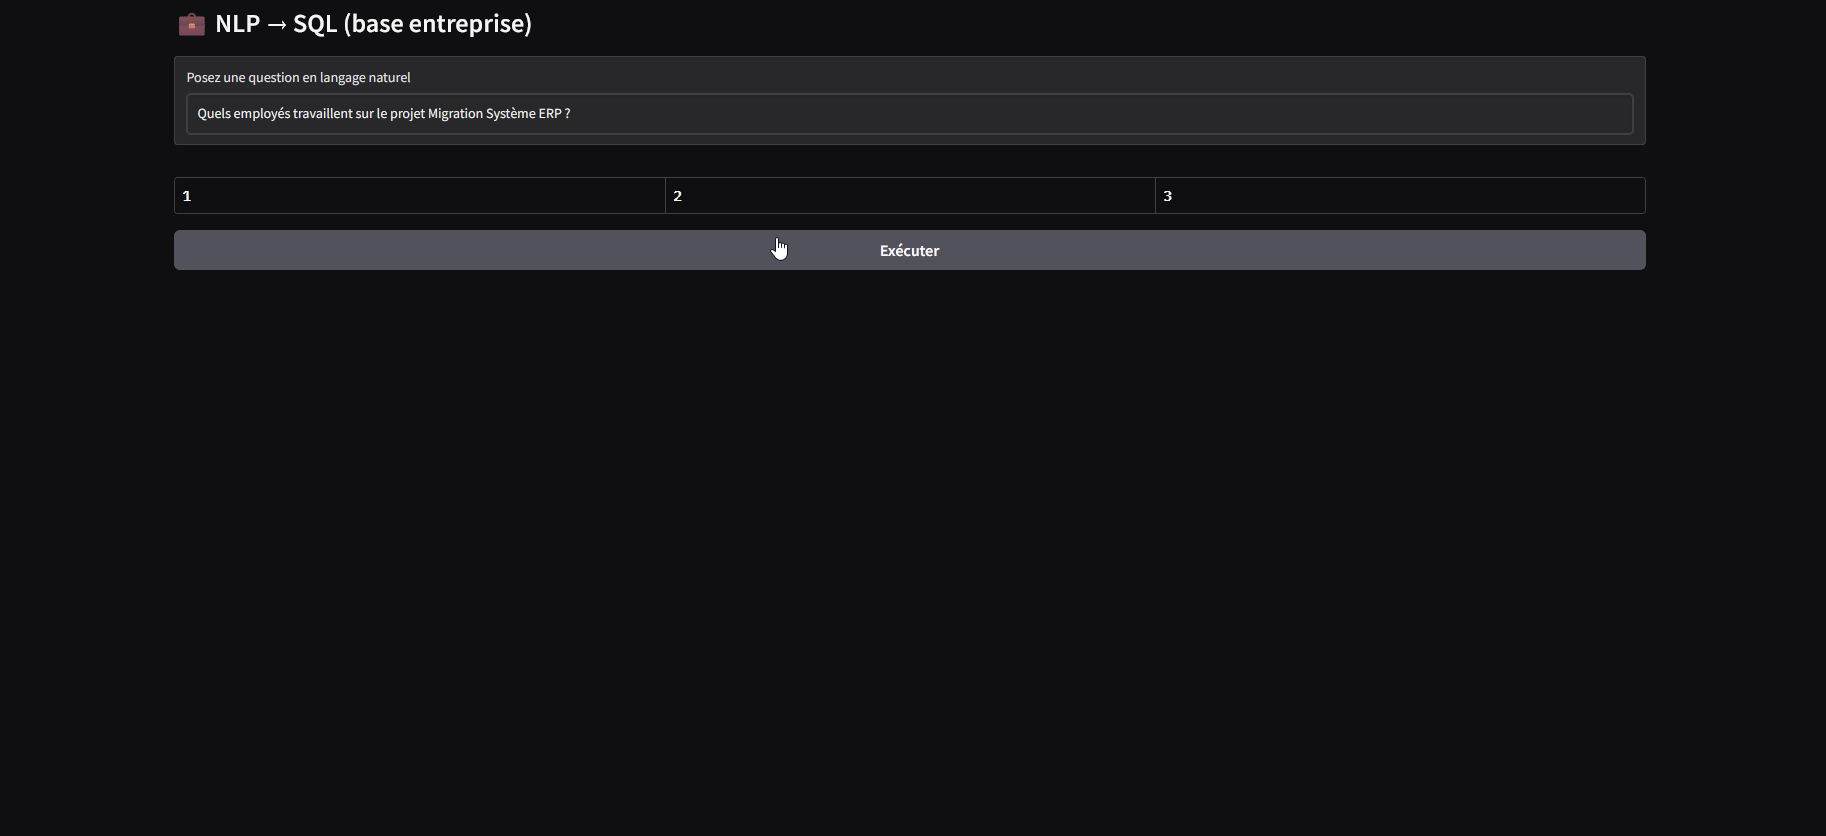 💼 NLP → SQL (base entreprise)
Posez une question en langage naturel
Quels employés travaillent sur le projet Migration Système ERP ?
1 2 3
Exécuter